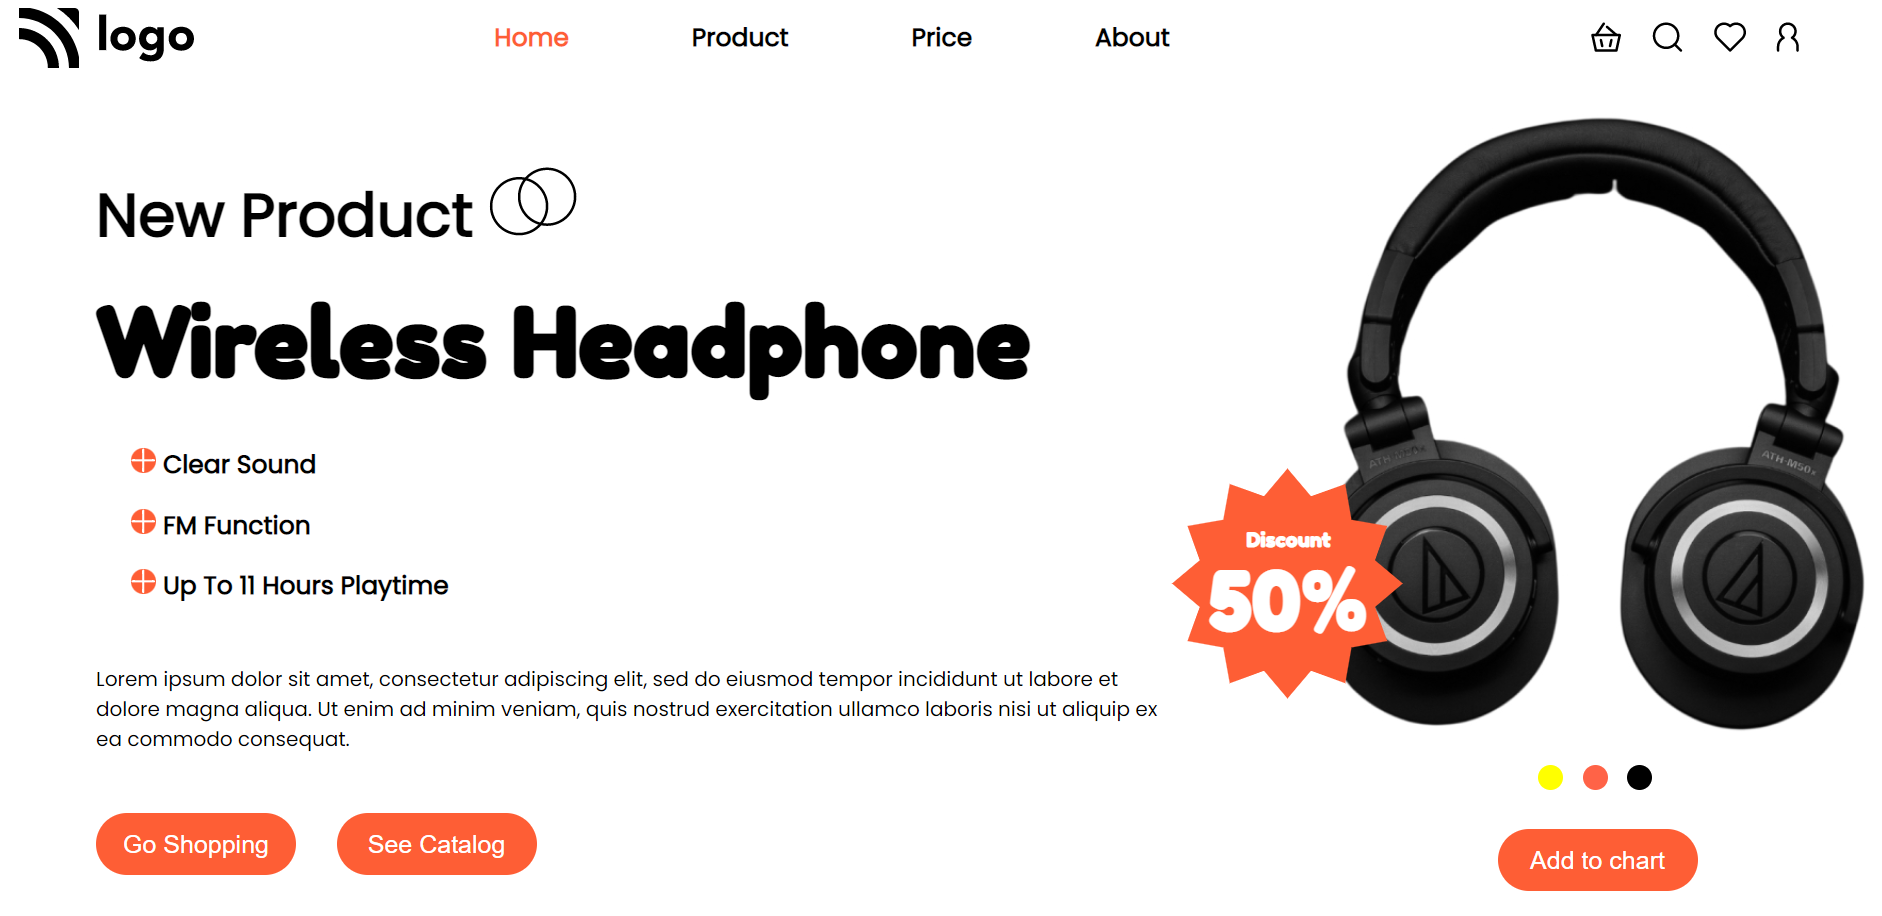 logo
Home Product Price About
New Product
Wireless Headphone
Clear Sound
FM Function
Up To 11 Hours Playtime
Lorem ipsum dolor sit amet, consectetur adipiscing elit, sed do eiusmod tempor incididunt ut labore et
dolore magna aliqua. Ut enim ad minim veniam, quis nostrud exercitation ullamco laboris nisi ut aliquip ex
ea commodo consequat.
Go Shopping See Catalog
Discount
50%
ATH-M50x
ATH-M50x
Add to chart